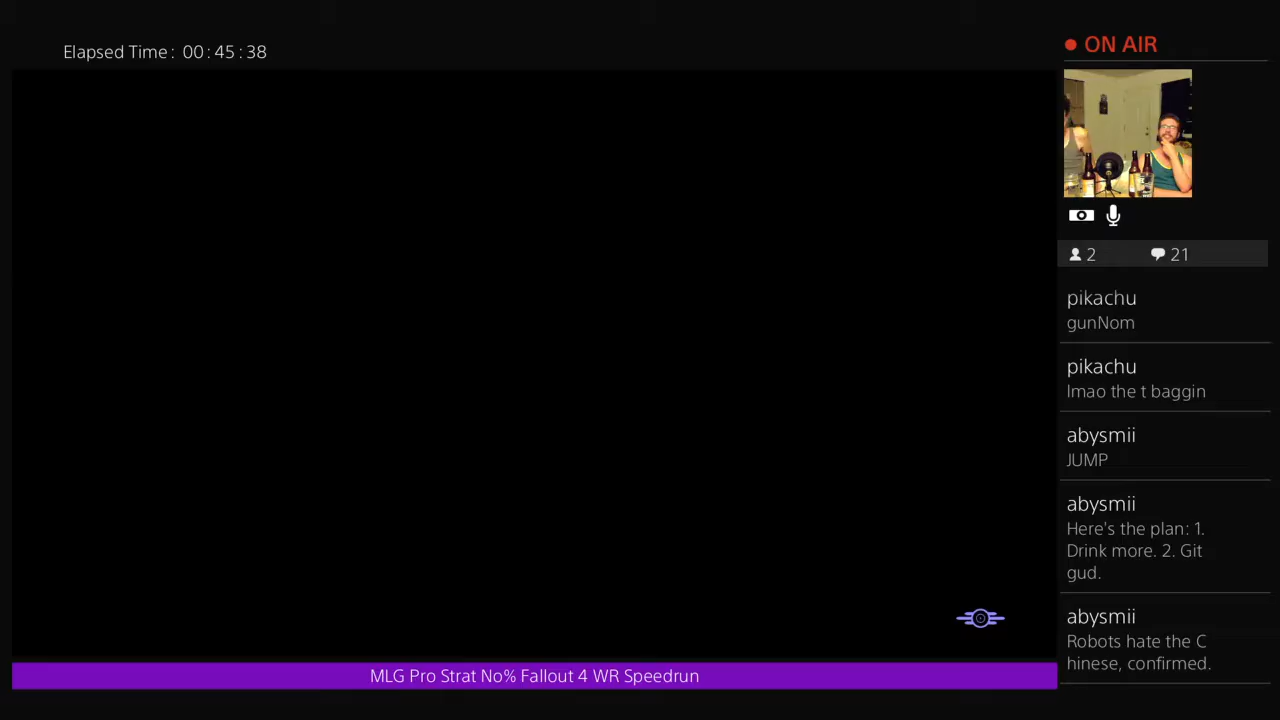 Elapsed Time: 00:45:38
ON AIR
2
21
pikachu
gunNom
pikachu
lmao the t baggin
abysmii
JUMP
abysmii
Here's the plan: 1.
Drink more. 2. Git
gud.
abysmii
Robots hate the C
hinese, confirmed.
MLG Pro Strat No% Fallout 4 WR Speedrun